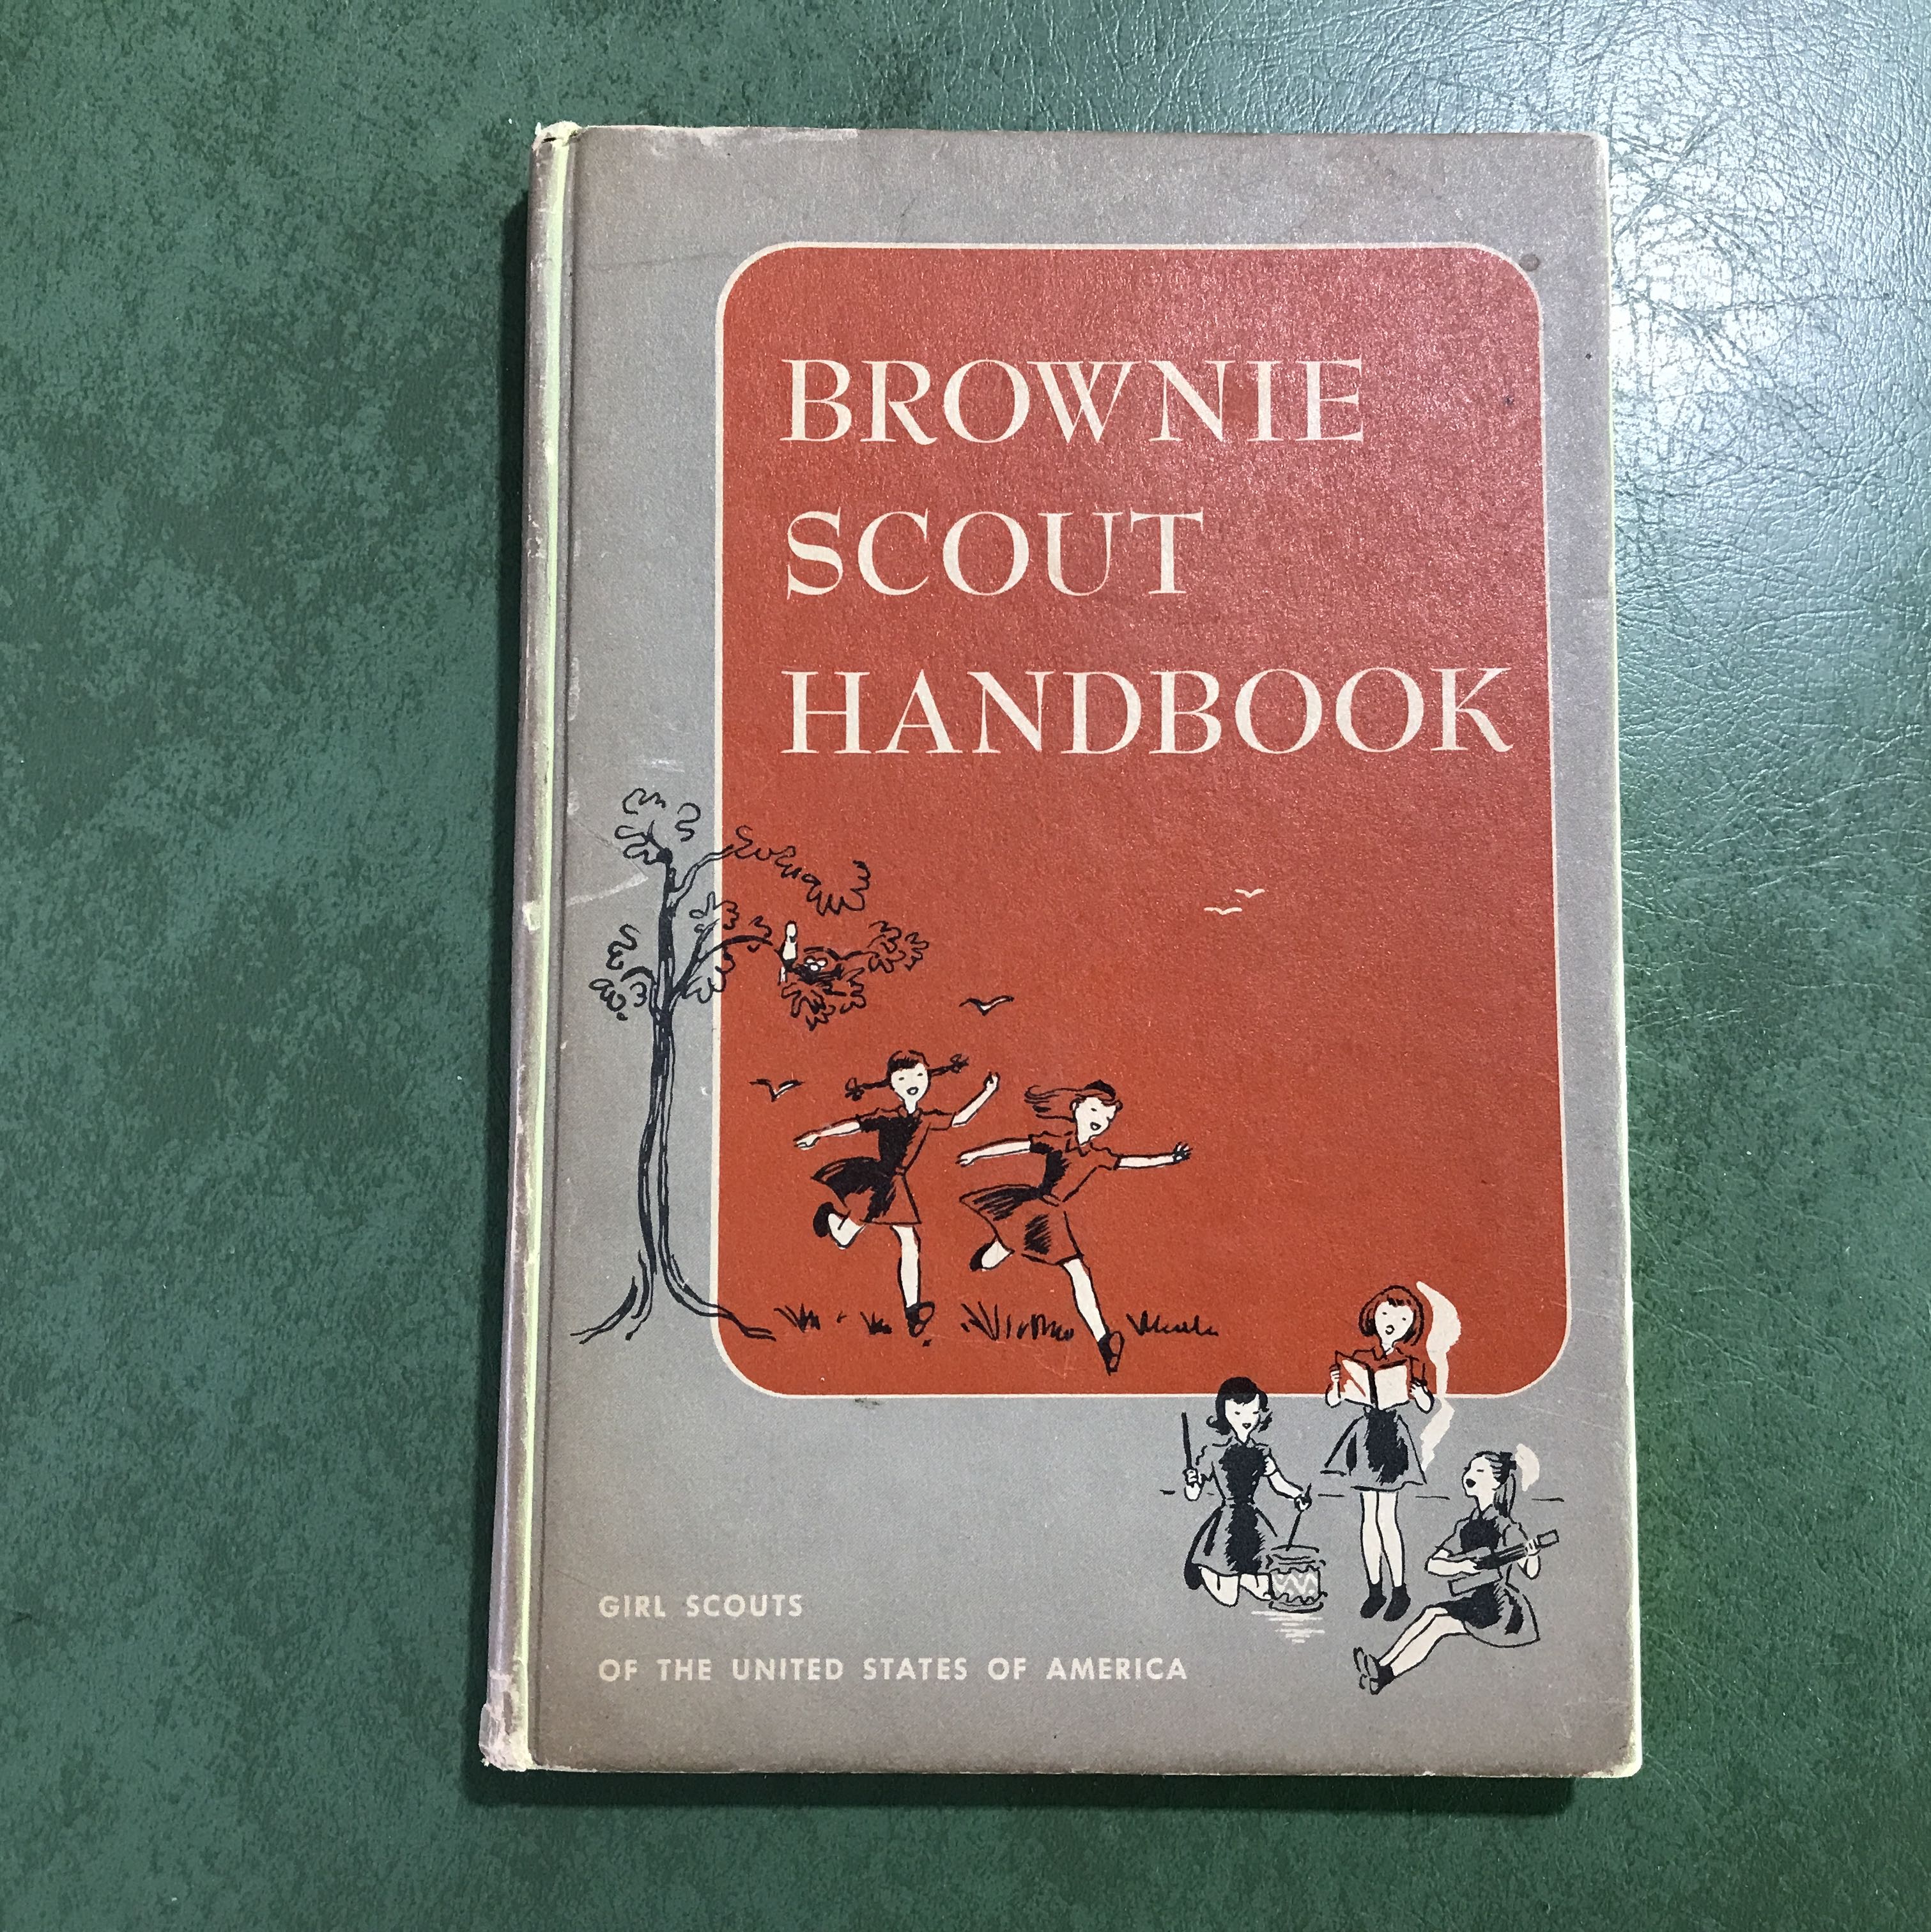 BROWNIE
SCOUT
HANDBOOK
GIRL SCOUTS
OF THE UNITED STATES OF AMERICA